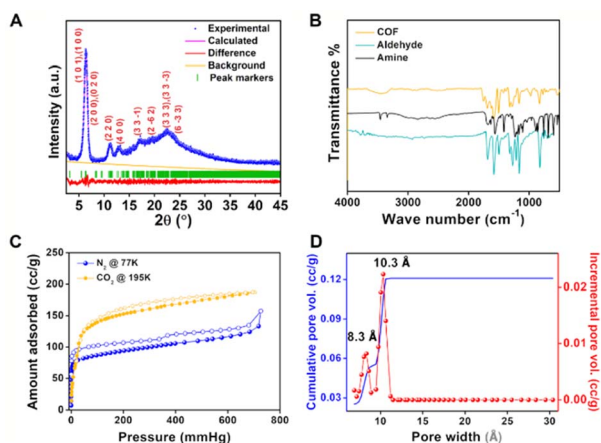 A
Experimental
Calculated
Difference
Background
Peak markers
(1 0 1),(1 0 0)
(2 0 0),(0 2 0)
(2 2 0)
(4 0 0)
(3 3 -1)
(2 -6 2)
(3 3 3),(3 3 -3)
(6 -3 3)
Intensity (a.u.)
5 10 15 20 25 30 35 40 45
2θ (°)
B
COF
Aldehyde
Amine
Transmittance %
4000 3000 2000 1000
Wave number (cm-1)
C
N2 @ 77K
CO2 @ 195K
Amount adsorbed (cc/g)
250
200
150
100
50
0
0 200 400 600 800
Pressure (mmHg)
D
10.3 Å
8.3 Å
Cumulative pore vol. (cc/g)
0.12
0.09
0.06
0.03
Incremental pore vol. (cc/g)
0.02
0.01
0.00
5 10 15 20 25 30
Pore width (Å)